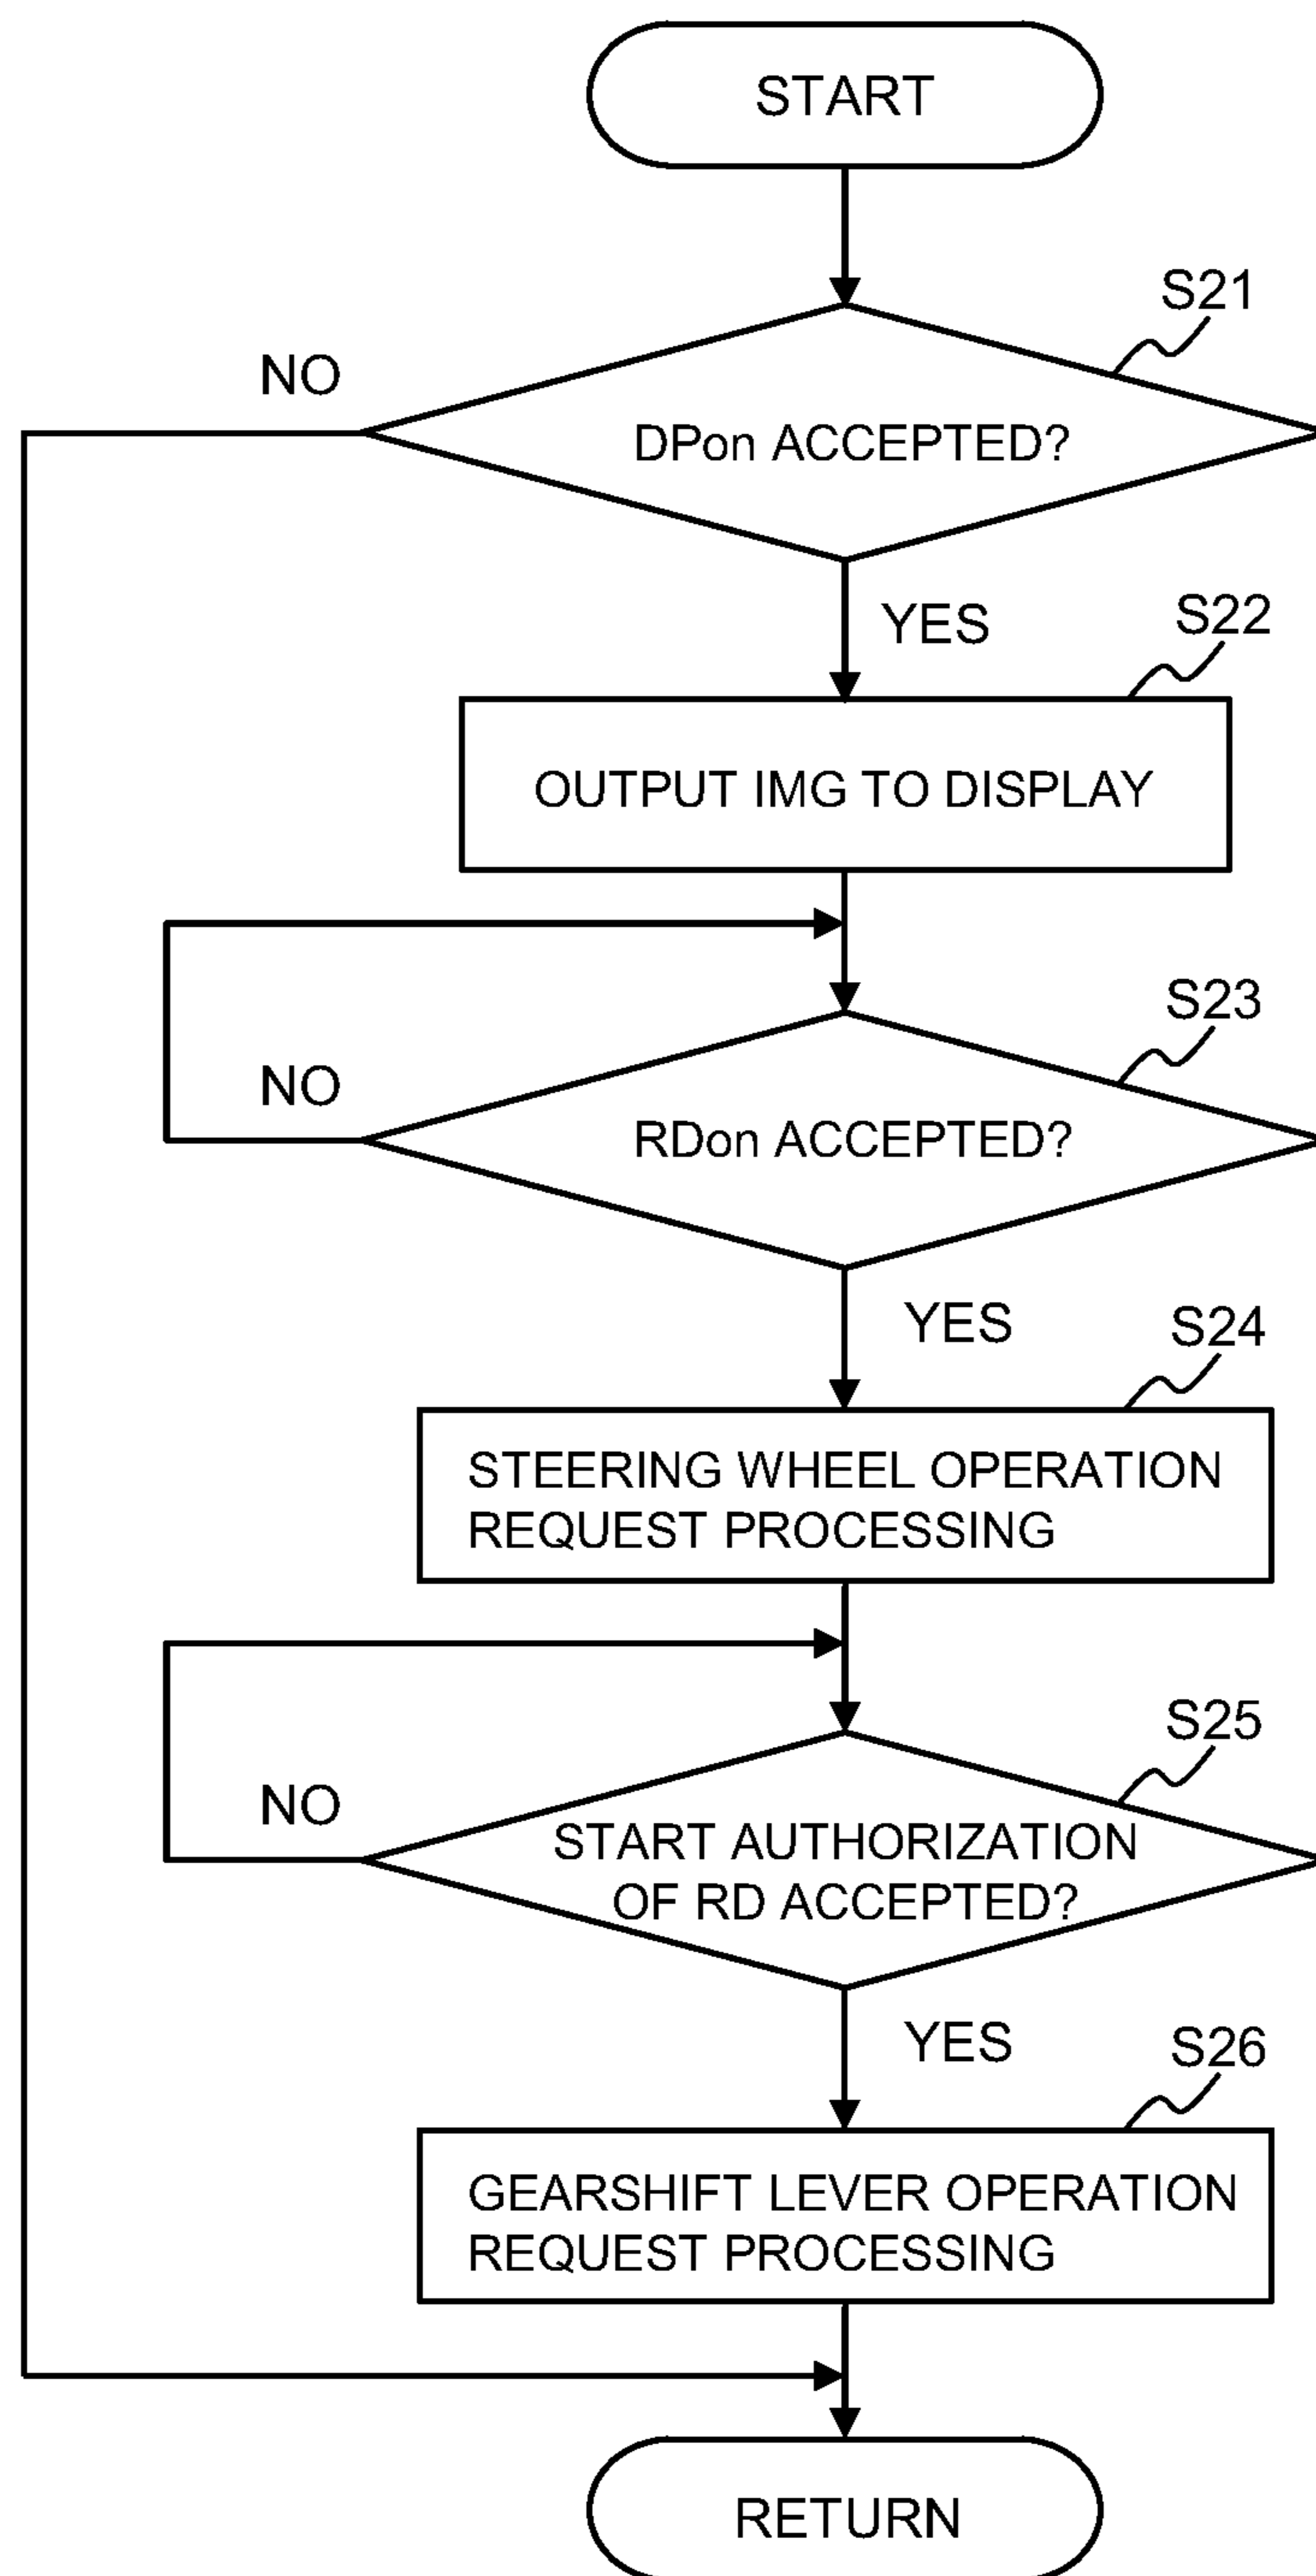 START
S21
NO
DPon ACCEPTED?
YES
S22
OUTPUT IMG TO DISPLAY
S23
NO
RDon ACCEPTED?
YES
S24
STEERING WHEEL OPERATION
REQUEST PROCESSING
S25
NO
START AUTHORIZATION
OF RD ACCEPTED?
YES
S26
GEARSHIFT LEVER OPERATION
REQUEST PROCESSING
RETURN